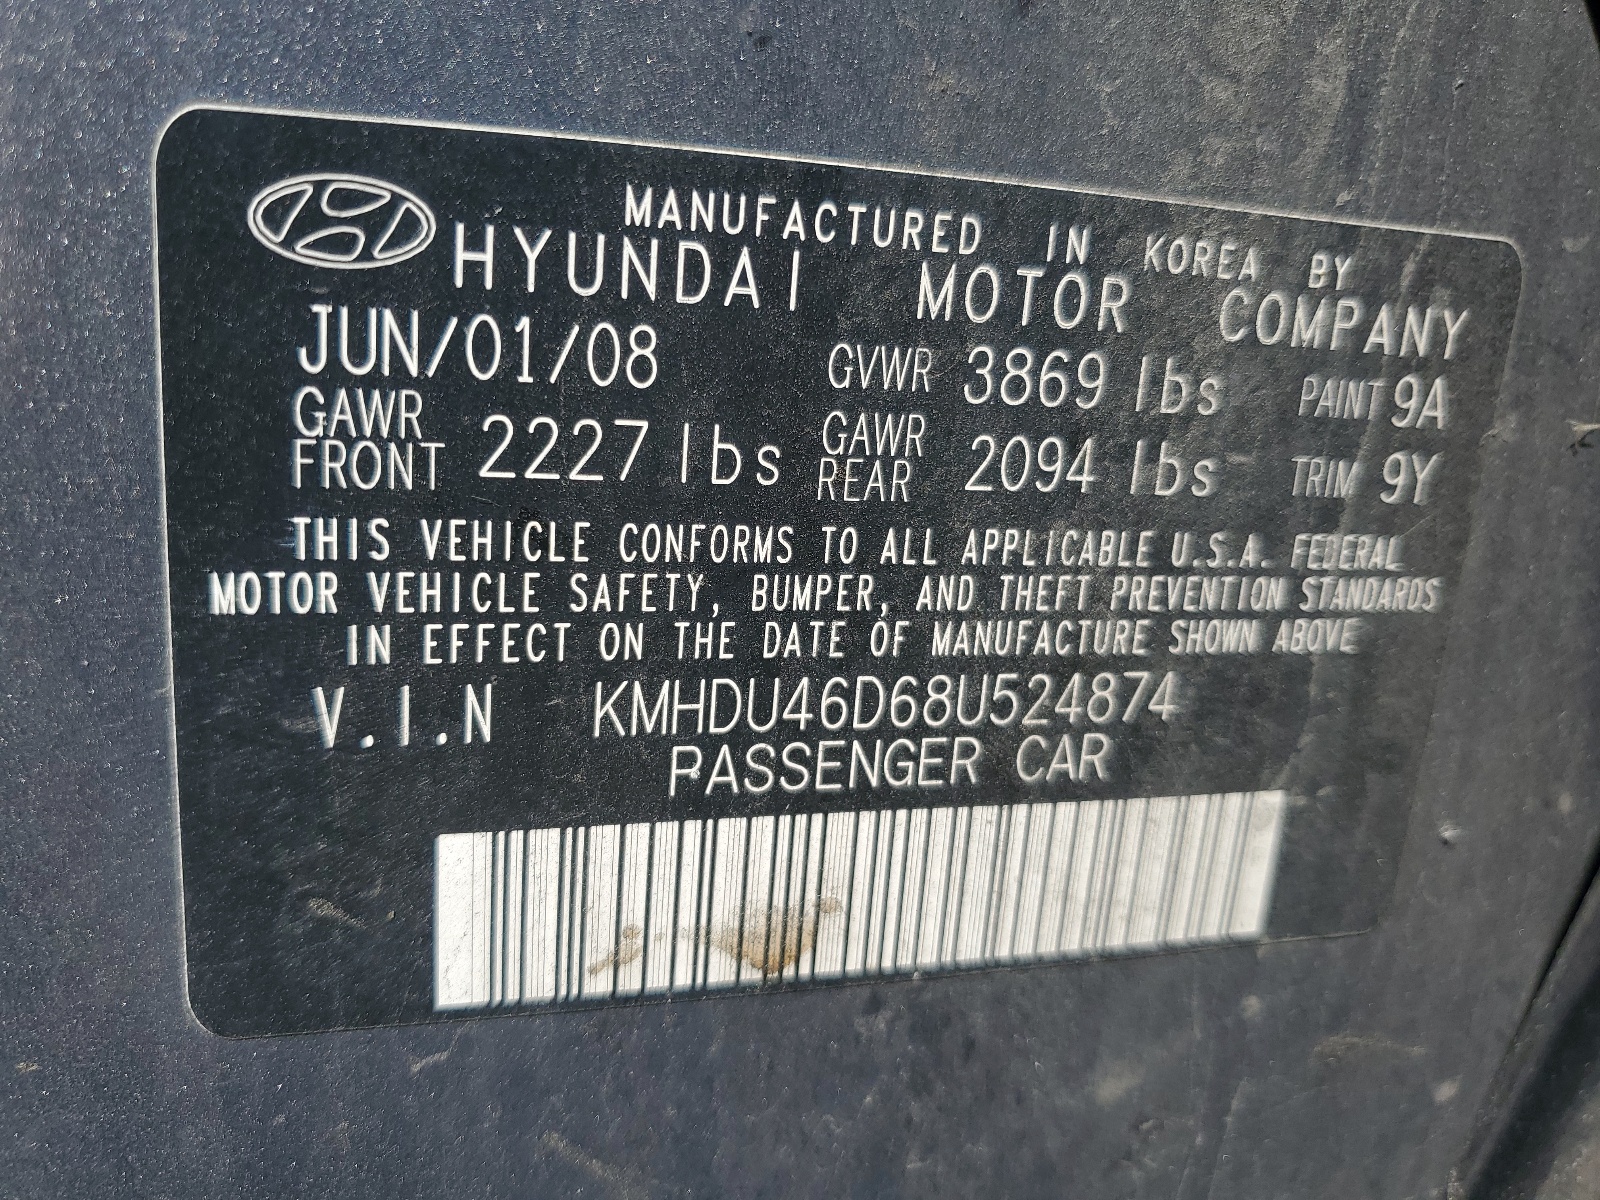 MANUFACTURED IN KOREA BY
HYUNDAI MOTOR COMPANY
JUN/01/08 GVWR 3869 lbs PAINT 9A
GAWR FRONT 2227 lbs GAWR REAR 2094 lbs TRIM 9Y
THIS VEHICLE CONFORMS TO ALL APPLICABLE U.S.A. FEDERAL
MOTOR VEHICLE SAFETY, BUMPER, AND THEFT PREVENTION STANDARDS
IN EFFECT ON THE DATE OF MANUFACTURE SHOWN ABOVE
V.I.N KMHDU46D68U524874
PASSENGER CAR